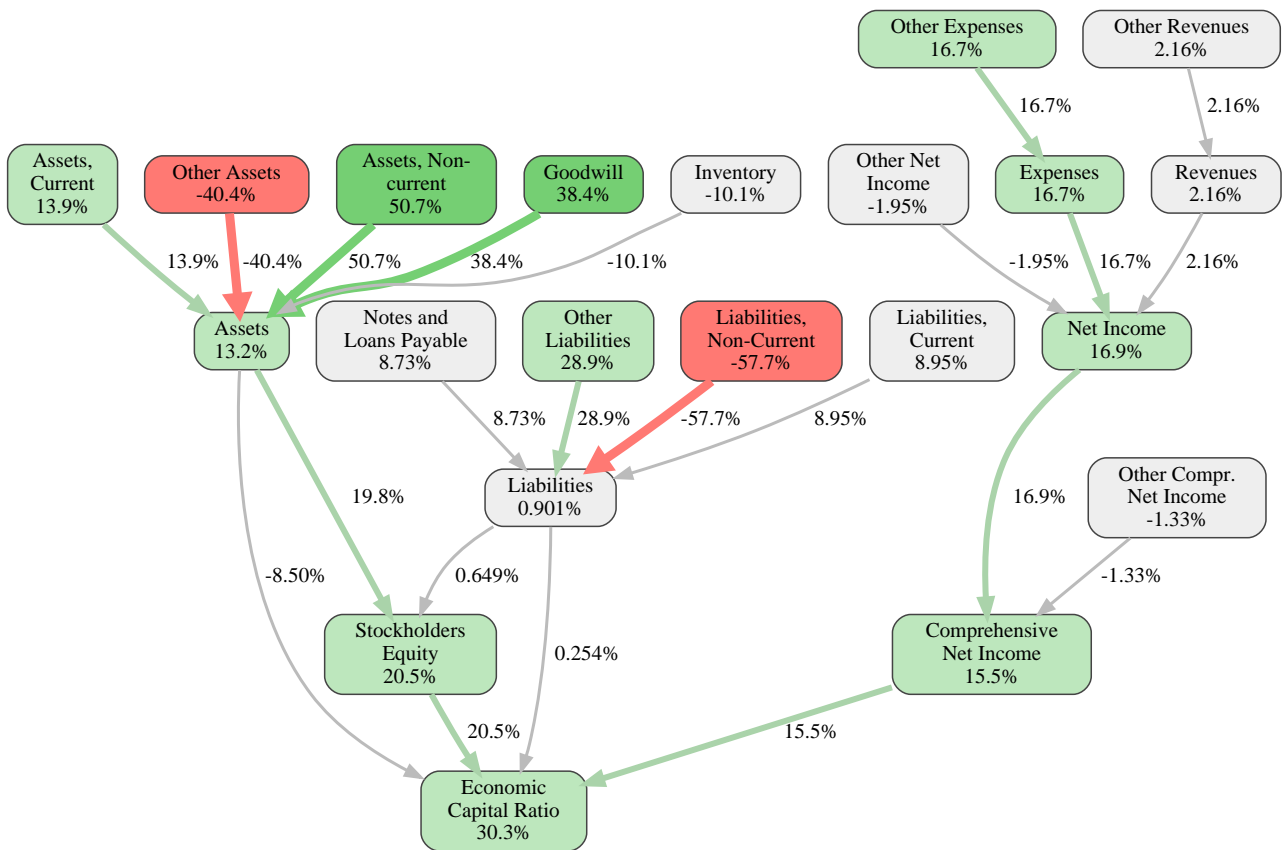 Other Expenses
16.7%
Other Revenues
2.16%
16.7%
2.16%
Assets,
Current
13.9%
Other Assets
-40.4%
Assets, Non-
current
50.7%
Goodwill
38.4%
Inventory
-10.1%
Other Net
Income
-1.95%
Expenses
16.7%
Revenues
2.16%
13.9%
-40.4%
50.7%
38.4%
-10.1%
-1.95%
16.7%
2.16%
Assets
13.2%
Notes and
Loans Payable
8.73%
Other
Liabilities
28.9%
Liabilities,
Non-Current
-57.7%
Liabilities,
Current
8.95%
Net Income
16.9%
8.73%
28.9%
-57.7%
8.95%
Liabilities
0.901%
19.8%
16.9%
Other Compr.
Net Income
-1.33%
-8.50%
0.649%
-1.33%
Stockholders
Equity
20.5%
0.254%
Comprehensive
Net Income
15.5%
20.5%
15.5%
Economic
Capital Ratio
30.3%